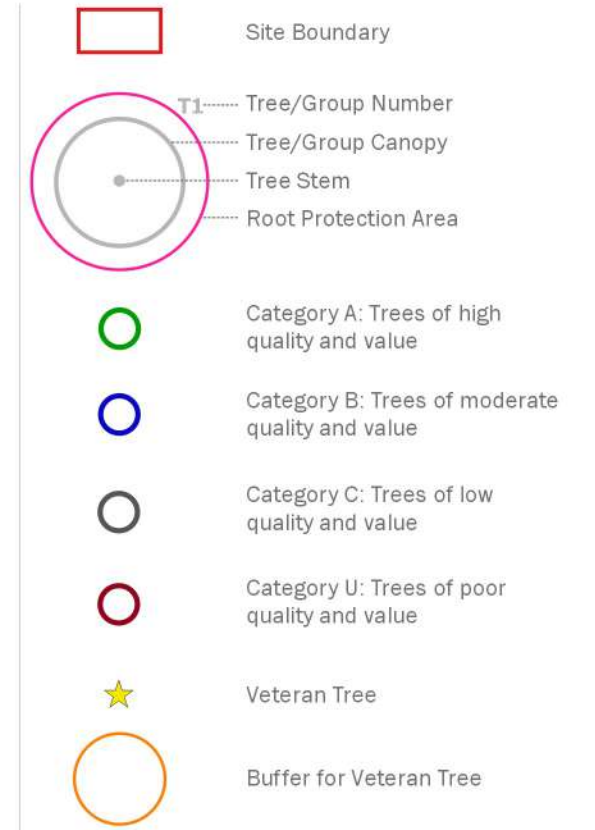 Site Boundary
T1
Tree/Group Number
Tree/Group Canopy
Tree Stem
Root Protection Area
Category A: Trees of high
quality and value
Category B: Trees of moderate
quality and value
Category C: Trees of low
quality and value
Category U: Trees of poor
quality and value
Veteran Tree
Buffer for Veteran Tree